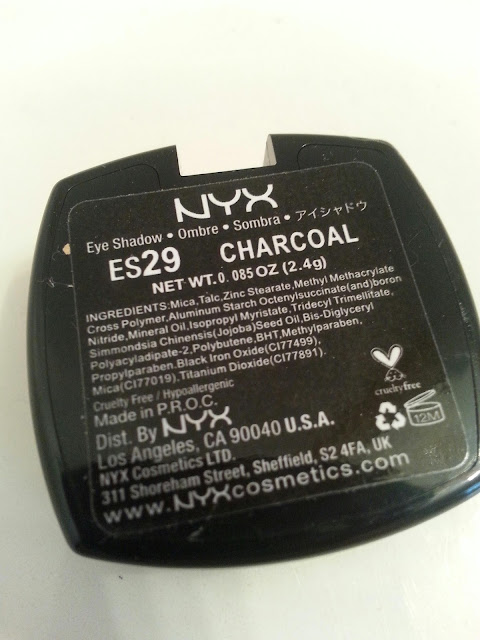 NYX
Eye Shadow • Ombre • Sombra • アイシャドウ
ES29 CHARCOAL
NET WT. 0.085 OZ (2.4g)
INGREDIENTS:Mica,Talc,Zinc Stearate,Methyl Methacrylate
Cross Polymer,Aluminum Starch Octenylsuccinate(and)boron
Nitride,Mineral Oil,Isopropyl Myristate,Tridecyl Trimellitate,
Simmondsia Chinensis(Jojoba)Seed Oil,Bis-Diglyceryl
Polyacyladipate-2,Polybutene,BHT,Methylparaben,
Propylparaben.Black Iron Oxide(CI77499),
Mica(CI77019),Titanium Dioxide(CI77891).
Cruelty Free / Hypoallergenic
Made in P.R.O.C.
crueltyfree
12M
Dist. By NYX
Los Angeles, CA 90040 U.S.A.
NYX Cosmetics LTD.
311 Shoreham Street, Sheffield, S2 4FA, UK
www.NYXcosmetics.com